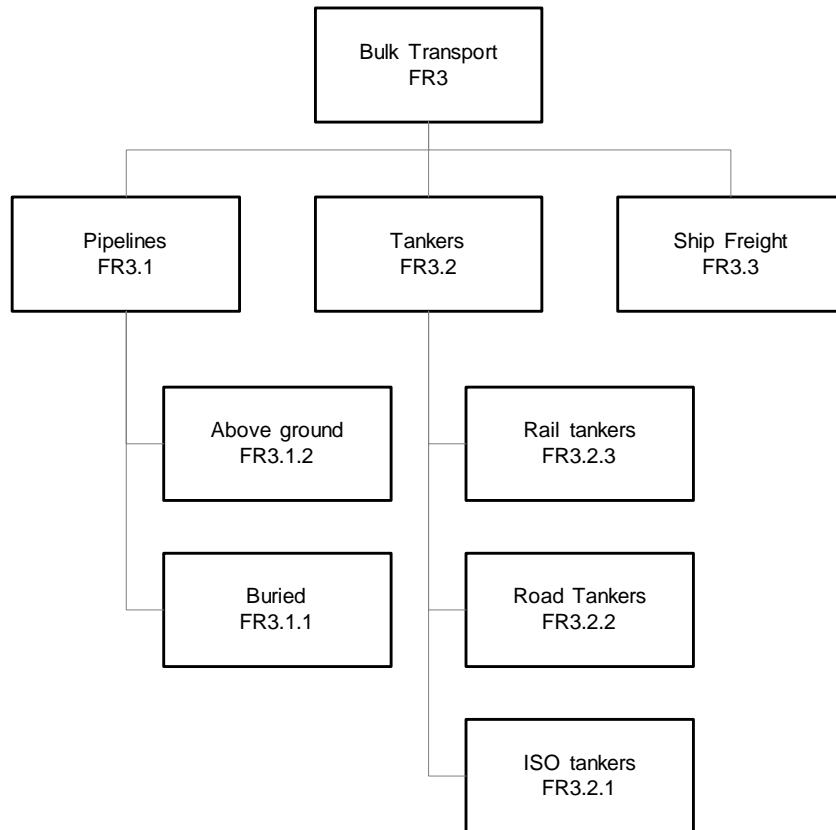 Bulk Transport
FR3
Pipelines
FR3.1
Tankers
FR3.2
Ship Freight
FR3.3
Above ground
FR3.1.2
Rail tankers
FR3.2.3
Buried
FR3.1.1
Road Tankers
FR3.2.2
ISO tankers
FR3.2.1